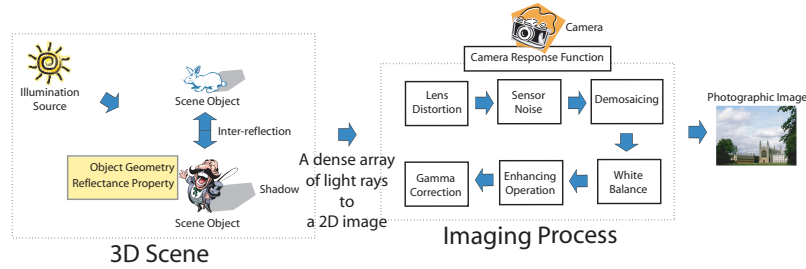 Illumination
Source
Scene Object
Inter-reflection
Object Geometry
Reflectance Property
Shadow
Scene Object
3D Scene
A dense array
of light rays
to
a 2D image
Camera
Camera Response Function
Lens
Distortion
Sensor
Noise
Demosaicing
Gamma
Correction
Enhancing
Operation
White
Balance
Imaging Process
Photographic Image